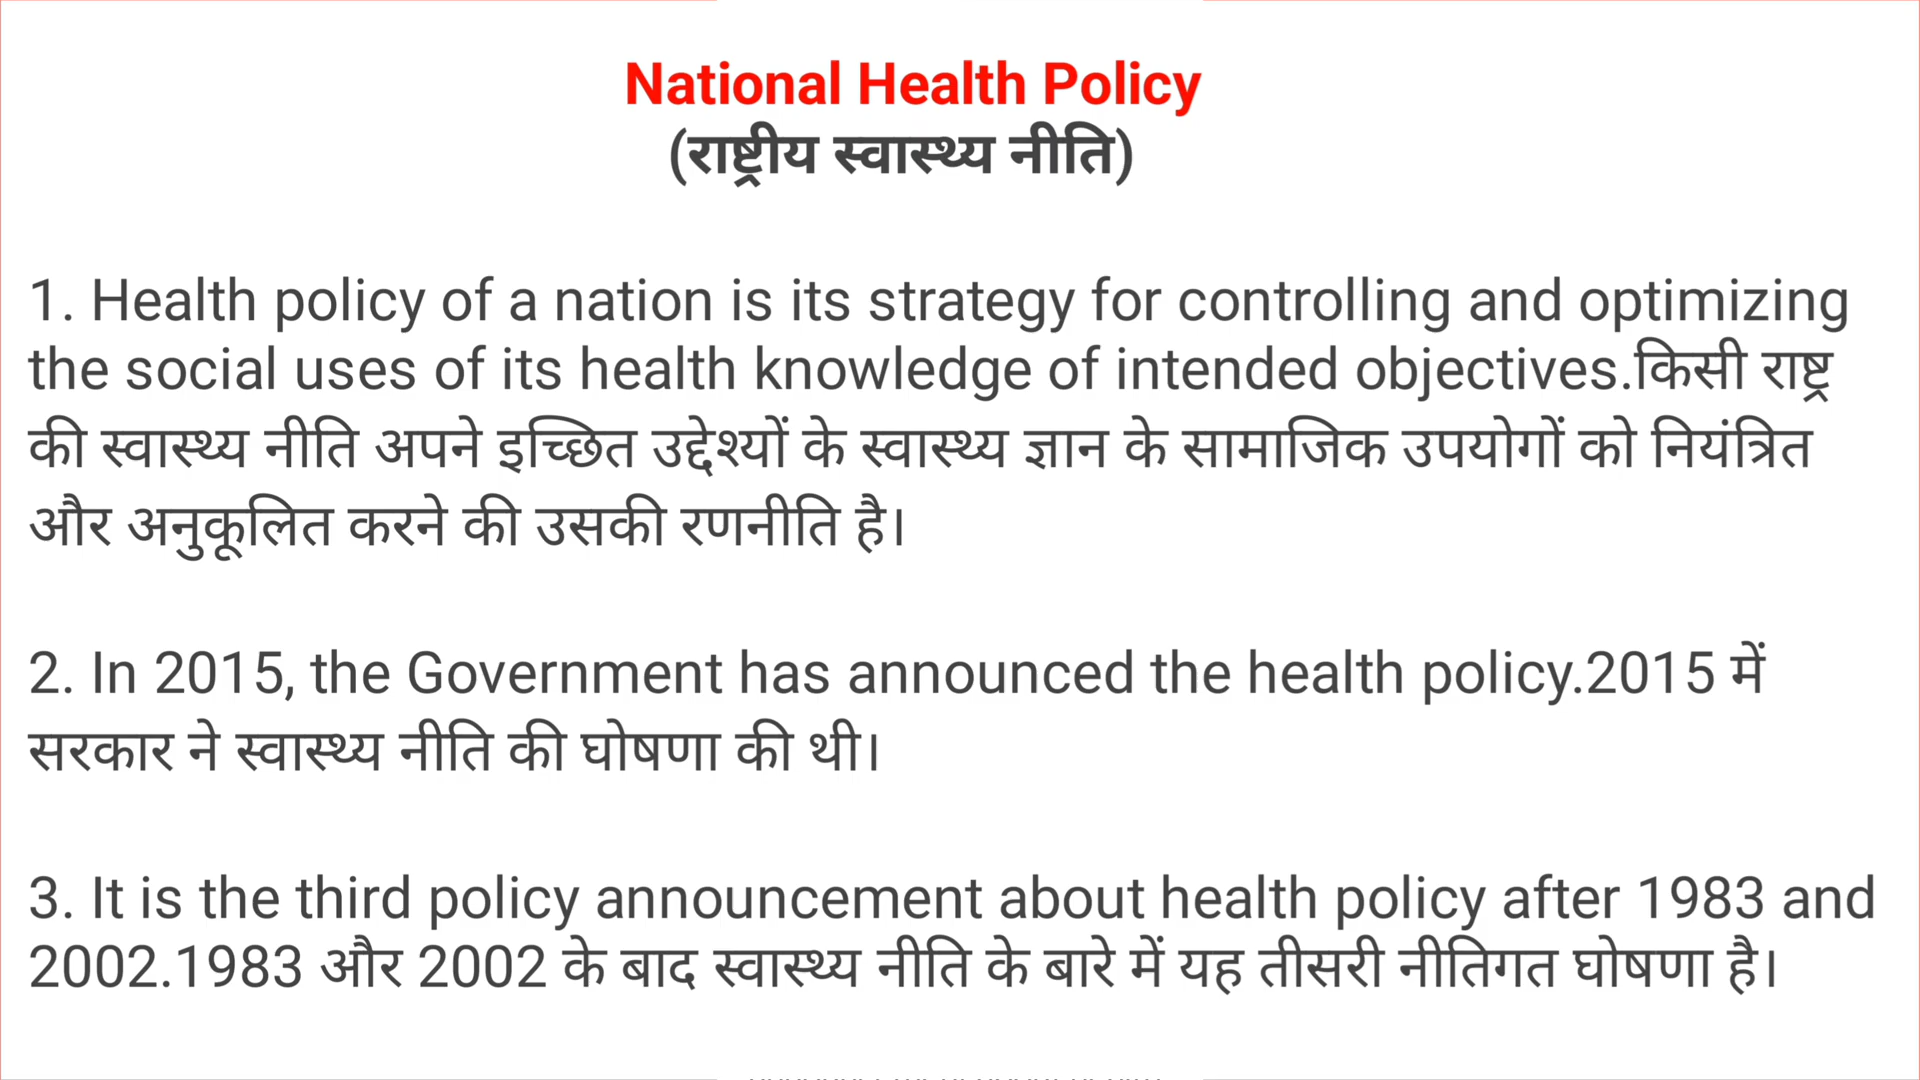 National Health Policy
(राष्ट्रीय स्वास्थ्य नीति)
1. Health policy of a nation is its strategy for controlling and optimizing
the social uses of its health knowledge of intended objectives.किसी राष्ट्र
की स्वास्थ्य नीति अपने इच्छित उद्देश्यों के स्वास्थ्य ज्ञान के सामाजिक उपयोगों को नियंत्रित
और अनुकूलित करने की उसकी रणनीति है।
2. In 2015, the Government has announced the health policy.2015 में
सरकार ने स्वास्थ्य नीति की घोषणा की थी।
3. It is the third policy announcement about health policy after 1983 and
2002.1983 और 2002 के बाद स्वास्थ्य नीति के बारे में यह तीसरी नीतिगत घोषणा है।